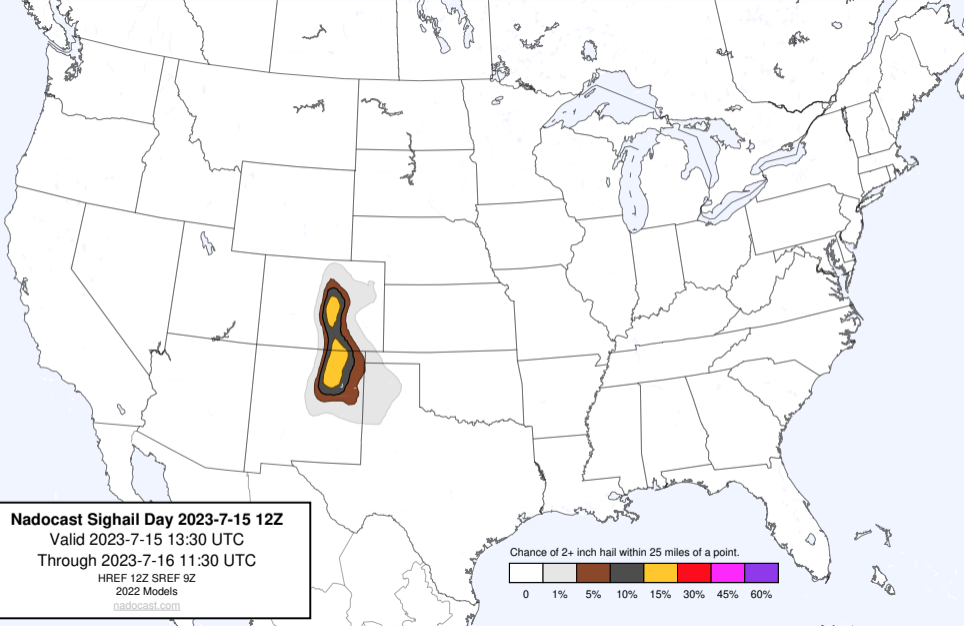 Nadocast Sighail Day 2023-7-15 12Z
Valid 2023-7-15 13:30 UTC
Through 2023-7-16 11:30 UTC
HREF 12Z SREF 9Z
2022 Models
nadocast.com
Chance of 2+ inch hail within 25 miles of a point.
0 1% 5% 10% 15% 30% 45% 60%